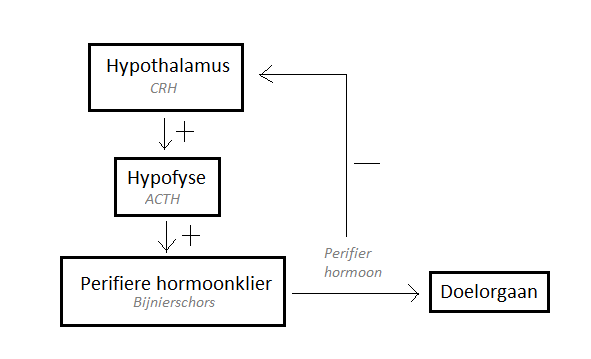 Hypothalamus
CRH
+
Hypofyse
ACTH
+
—
Perifier
hormoon
Perifiere hormoonklier
Bijnierschors
Doelorgaan